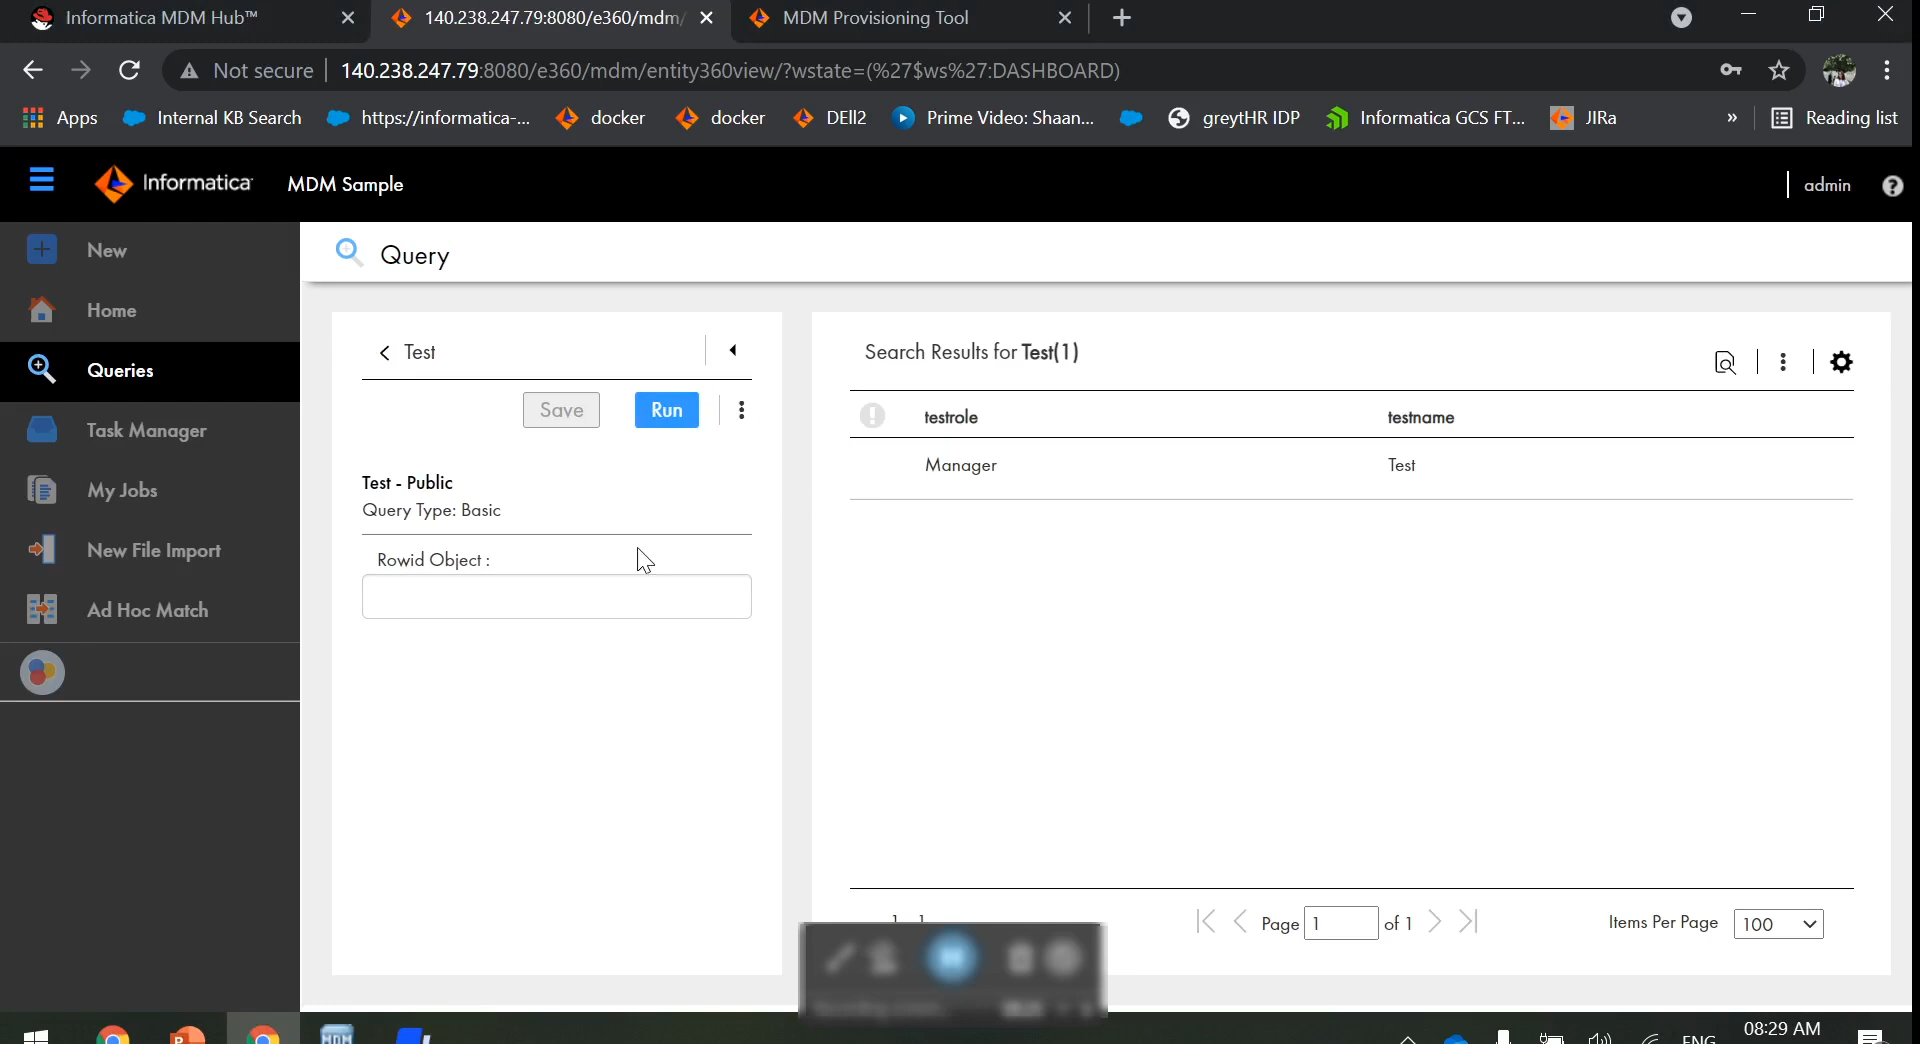 Informatica MDM Hub™
140.238.247.79:8080/e360/mdm/
MDM Provisioning Tool
Not secure
140.238.247.79:8080/e360/mdm/entity360view/?wstate=(%27$ws%27:DASHBOARD)
Apps
Internal KB Search
https://informatica-...
docker
docker
DEll2
Prime Video: Shaan...
greytHR IDP
Informatica GCS FT...
JIRa
»
Reading list
Informatica
MDM Sample
admin
New
Home
Queries
Task Manager
My Jobs
New File Import
Ad Hoc Match
Query
Test
Save
Run
Test - Public
Query Type: Basic
Rowid Object :
Search Results for Test(1)
testrole
testname
Manager
Test
Page
1
of 1
Items Per Page
100
MDM
ENG
08:29 AM